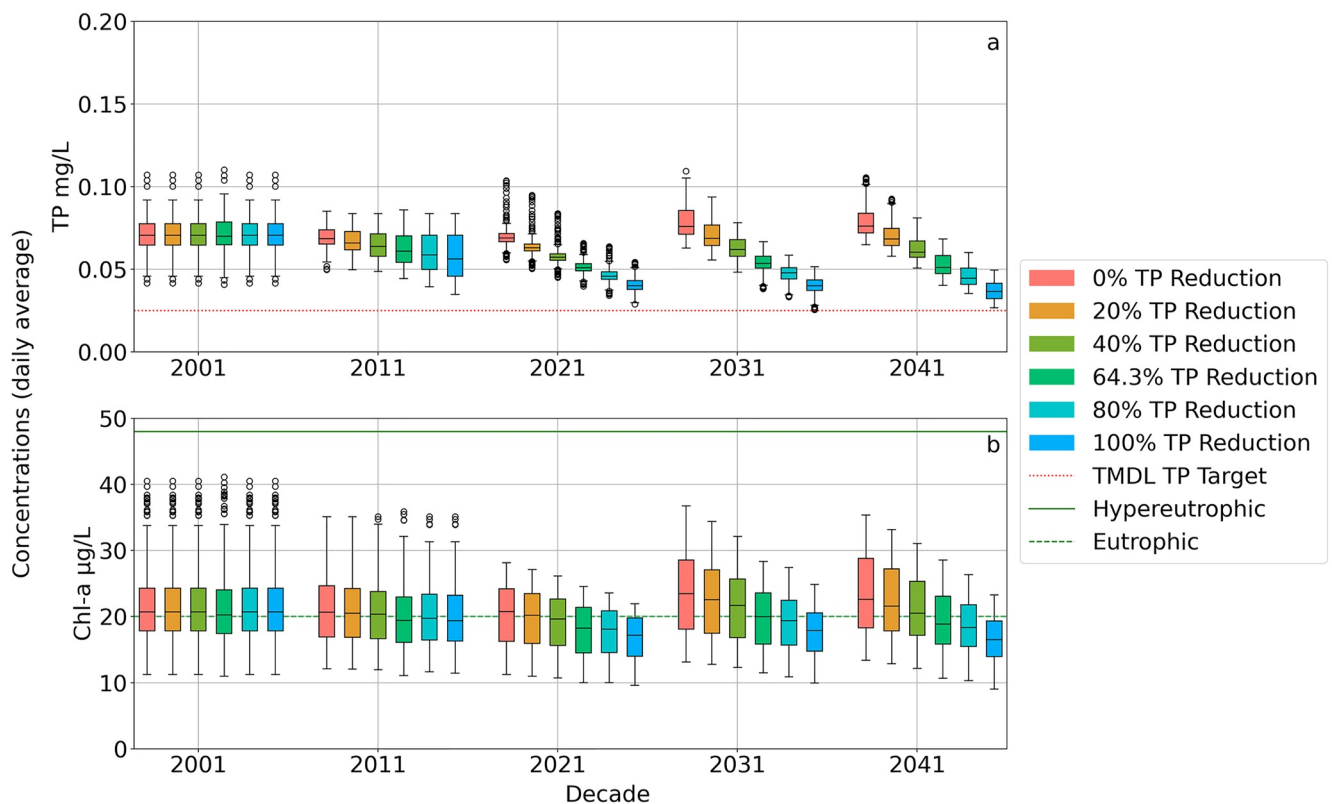 a
0.20
0.15
0.10
0.05
0.00
TP mg/L
2001 2011 2021 2031 2041
Concentrations (daily average)
b
50
40
30
20
10
0
Chl-a µg/L
2001 2011 2021 2031 2041
Decade
0% TP Reduction
20% TP Reduction
40% TP Reduction
64.3% TP Reduction
80% TP Reduction
100% TP Reduction
TMDL TP Target
Hypereutrophic
Eutrophic